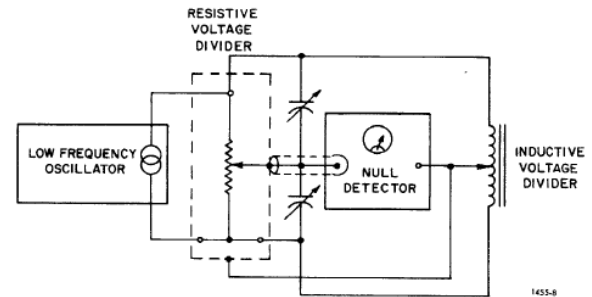 RESISTIVE
VOLTAGE
DIVIDER
LOW FREQUENCY
OSCILLATOR
NULL
DETECTOR
INDUCTIVE
VOLTAGE
DIVIDER
1455-8